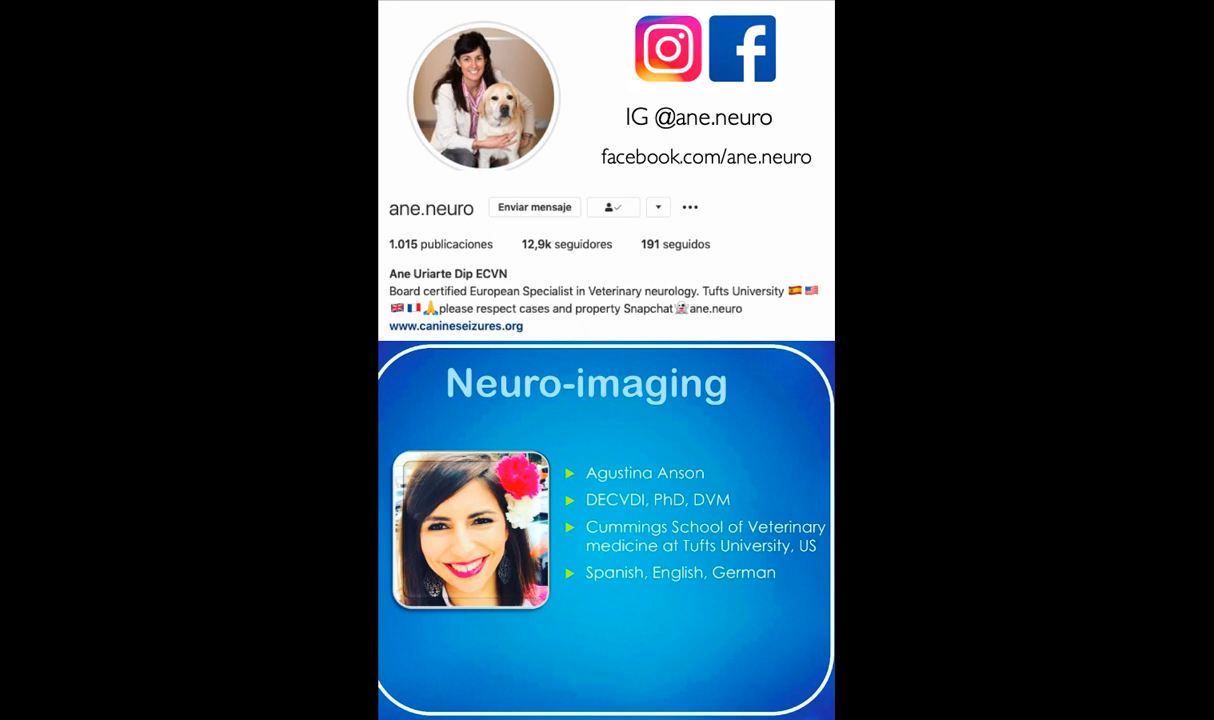 IG @ane.neuro
facebook.com/ane.neuro
ane.neuro Enviar mensaje
1.015 publicaciones 12,9k seguidores 191 seguidos
Ane Uriarte Dip ECVN
Board certified European Specialist in Veterinary neurology. Tufts University 🇪🇸 🇺🇸
🇬🇧 🇫🇷 🙏please respect cases and property Snapchat👻ane.neuro
www.canineseizures.org
Neuro-imaging
Agustina Anson
DECVDI, PhD, DVM
Cummings School of Veterinary
medicine at Tufts University, US
Spanish, English, German